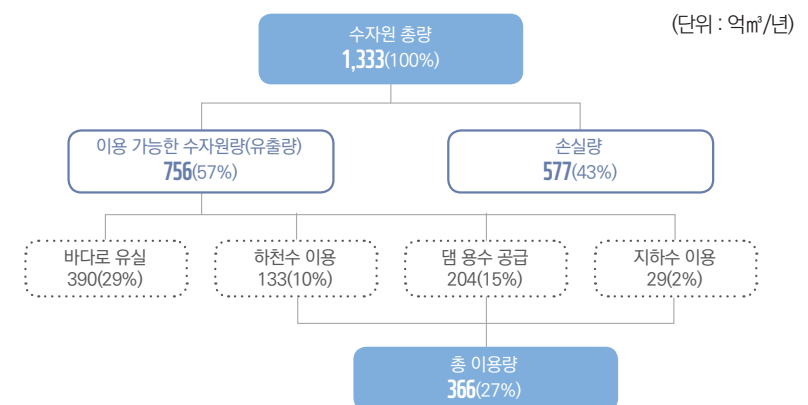 (단위 : 억㎥/년)
수자원 총량
1,333(100%)
이용 가능한 수자원량(유출량)
756(57%)
손실량
577(43%)
바다로 유실
390(29%)
하천수 이용
133(10%)
댐 용수 공급
204(15%)
지하수 이용
29(2%)
총 이용량
366(27%)